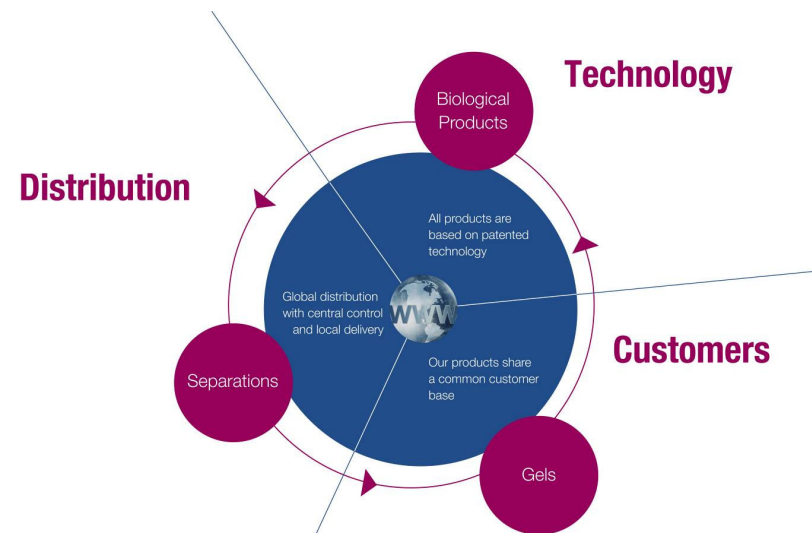 Technology
Biological
Products
Distribution
All products are
based on patented
technology
Global distribution
with central control
and local delivery
WWW
Customers
Our products share
a common customer
base
Separations
Gels